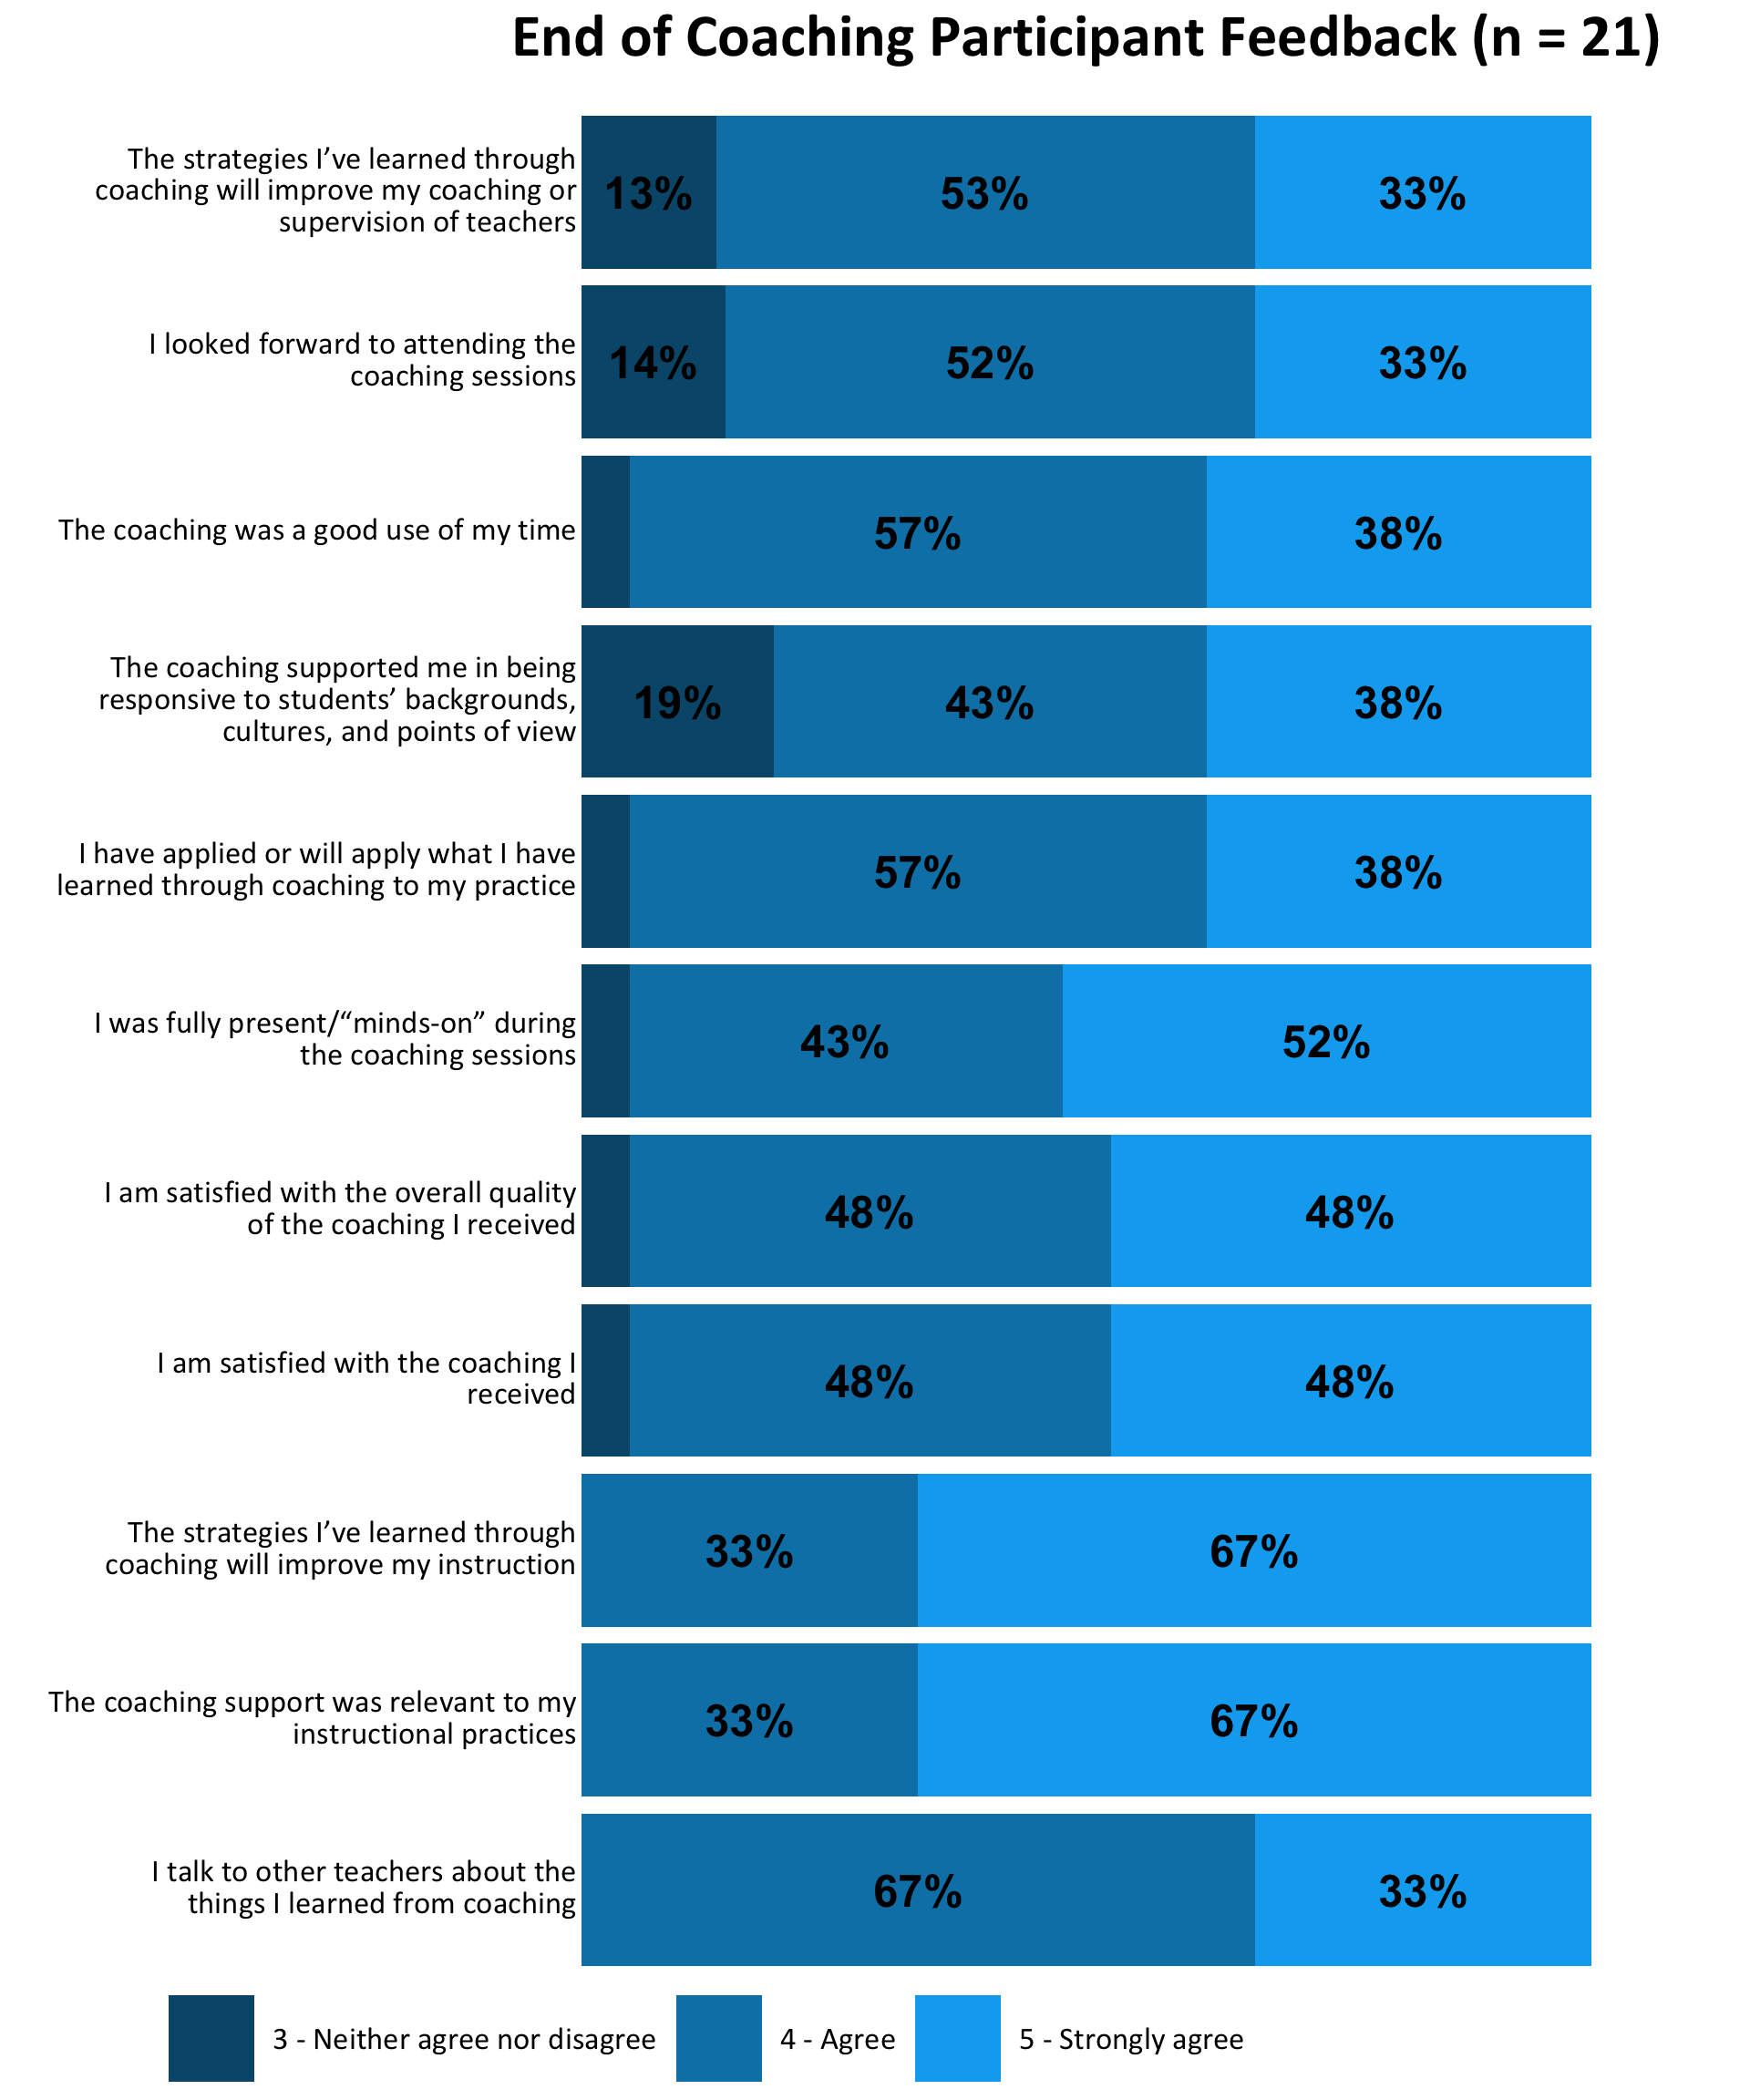 End of Coaching Participant Feedback (n = 21)
The strategies I’ve learned through
coaching will improve my coaching or
supervision of teachers
13%
53%
33%
I looked forward to attending the
coaching sessions
14%
52%
33%
The coaching was a good use of my time
57%
38%
The coaching supported me in being
responsive to students’ backgrounds,
cultures, and points of view
19%
43%
38%
I have applied or will apply what I have
learned through coaching to my practice
57%
38%
I was fully present/“minds-on” during
the coaching sessions
43%
52%
I am satisfied with the overall quality
of the coaching I received
48%
48%
I am satisfied with the coaching I
received
48%
48%
The strategies I’ve learned through
coaching will improve my instruction
33%
67%
The coaching support was relevant to my
instructional practices
33%
67%
I talk to other teachers about the
things I learned from coaching
67%
33%
3 - Neither agree nor disagree
4 - Agree
5 - Strongly agree